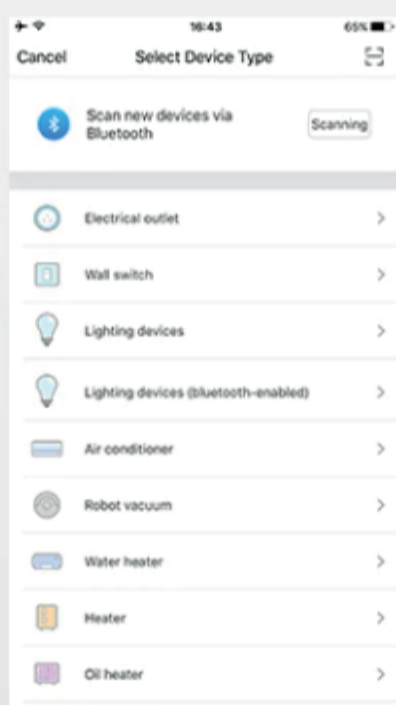 16:43
65%
Cancel
Select Device Type
Scan new devices via
Bluetooth
Scanning
Electrical outlet
Wall switch
Lighting devices
Lighting devices (bluetooth-enabled)
Air conditioner
Robot vacuum
Water heater
Heater
Oil heater